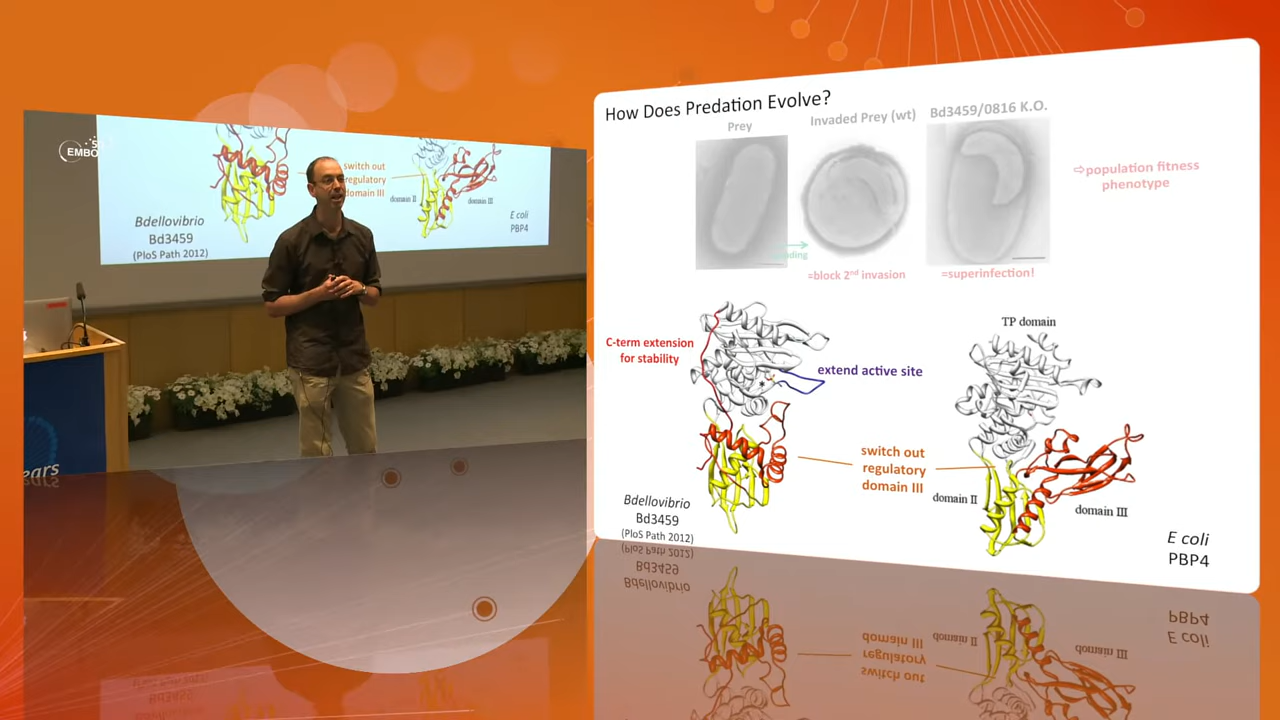 EMBO
switch out
regulatory
domain III
domain II
domain III
Bdellovibrio
Bd3459
(PloS Path 2012)
E coli
PBP4
ears
How Does Predation Evolve?
Prey
Invaded Prey (wt)
Bd3459/0816 K.O.
⇨population fitness
phenotype
=block 2nd invasion
=superinfection!
TP domain
C-term extension
for stability
extend active site
*
switch out
regulatory
domain III
domain II
domain III
Bdellovibrio
Bd3459
(PloS Path 2012)
E coli
PBP4